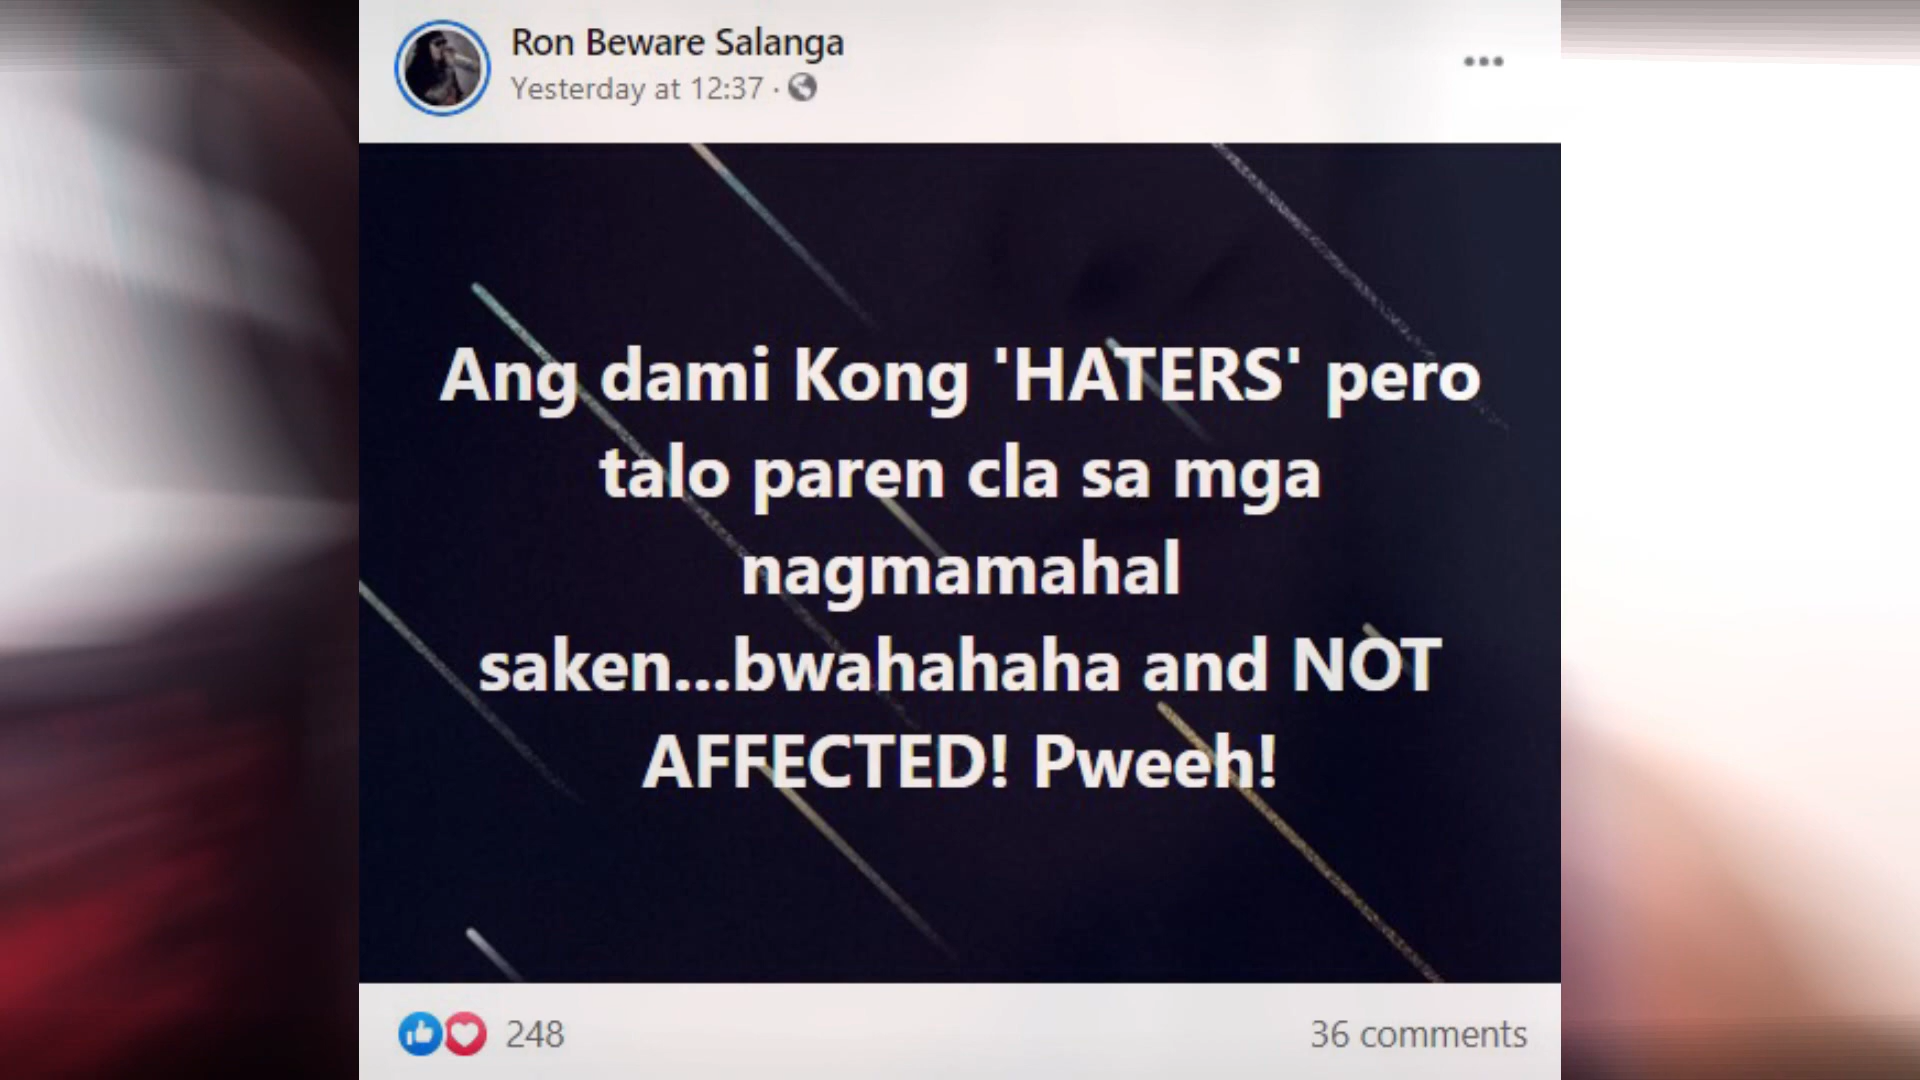 Ron Beware Salanga
Yesterday at 12:37 ·
Ang dami Kong 'HATERS' pero
talo paren cla sa mga
nagmamahal
saken...bwahahaha and NOT
AFFECTED! Pweeh!
248
36 comments